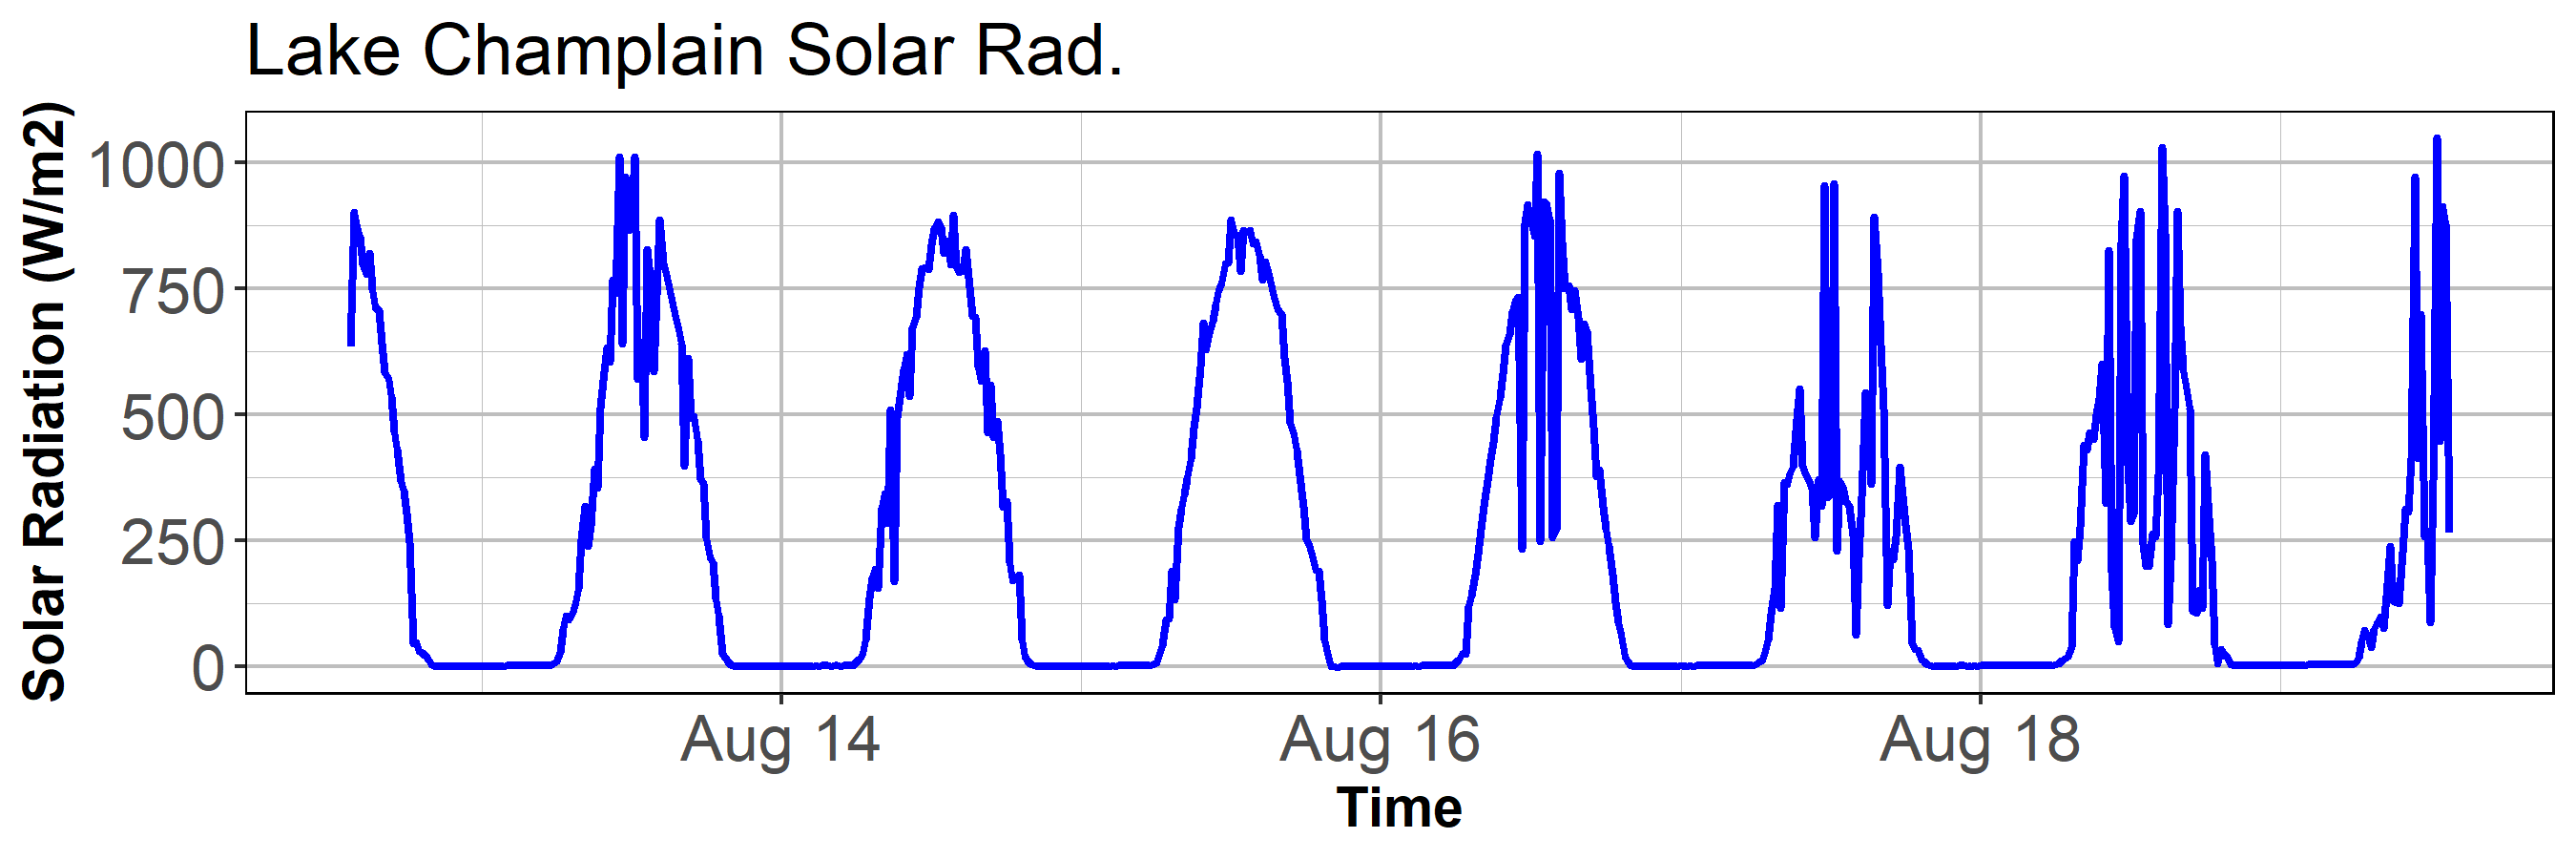 Lake Champlain Solar Rad.
Solar Radiation (W/m2)
1000
750
500
250
0
Aug 14
Aug 16
Aug 18
Time